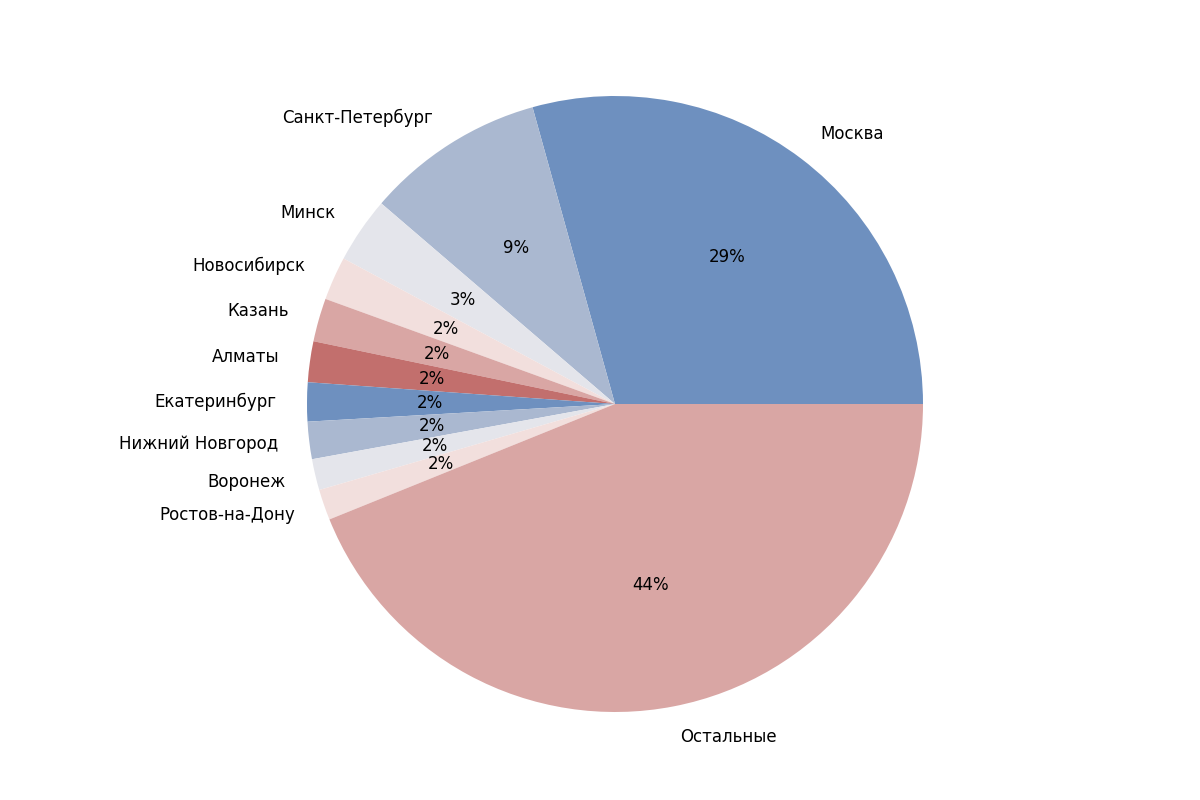 Санкт-Петербург
Москва
Минск
9%
29%
Новосибирск
3%
Казань
2%
Алматы
2%
2%
Екатеринбург
2%
Нижний Новгород
2%
2%
Воронеж
2%
Ростов-на-Дону
44%
Остальные